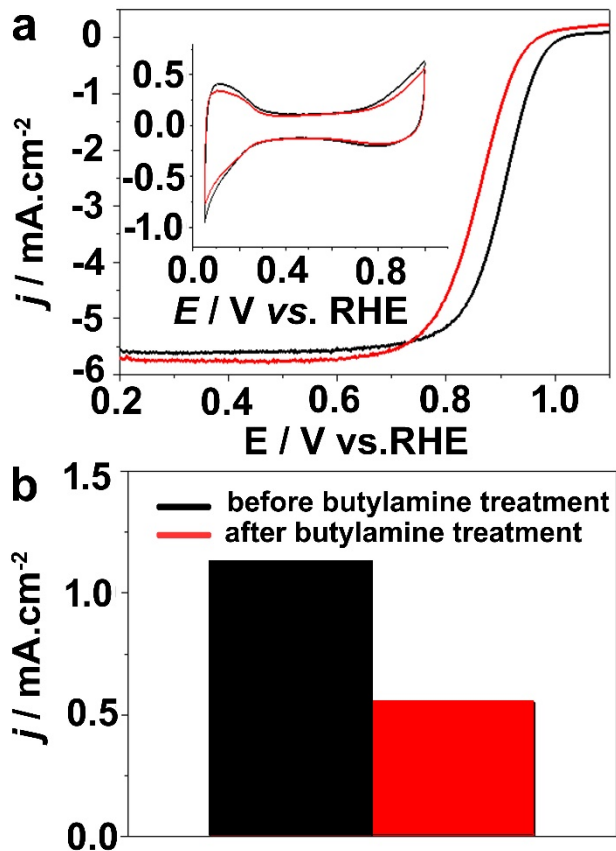 a
0
-1
-2
-3
-4
-5
-6
j / mA.cm-2
0.5
0.0
-0.5
-1.0
0.0 0.4 0.8
E / V vs. RHE
0.2 0.4 0.6 0.8 1.0
E / V vs.RHE
b
1.5
1.0
0.5
0.0
j / mA.cm-2
before butylamine treatment
after butylamine treatment